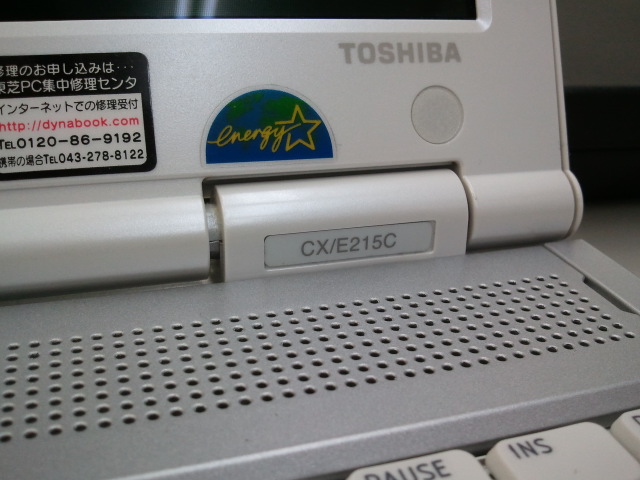 TOSHIBA
修理のお申し込みは・・・
東芝PC集中修理センタ
インターネットでの修理受付
http://dynabook.com
TEL0120-86-9192
携帯の場合TEL043-278-8122
energy
CX/E215C
PAUSE
INS